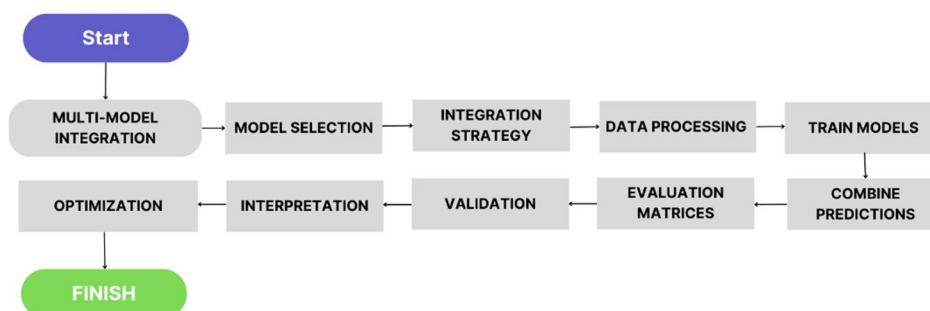 Start
MULTI-MODEL
INTEGRATION
MODEL SELECTION
INTEGRATION
STRATEGY
DATA PROCESSING
TRAIN MODELS
COMBINE
PREDICTIONS
EVALUATION
MATRICES
VALIDATION
INTERPRETATION
OPTIMIZATION
FINISH